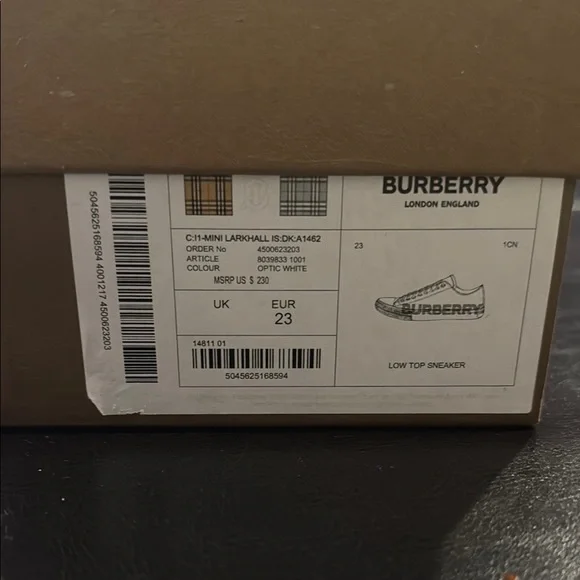 BURBERRY
LONDON ENGLAND
C:I1-MINI LARKHALL IS:DK:A1462
ORDER No 4500623203
ARTICLE 8039833 1001
COLOUR OPTIC WHITE
MSRP US $ 230
UK EUR
23
14611 01
5045625168594
23 1CN
BURBERRY
LOW TOP SNEAKER
5045625168594 4001217 4500623203